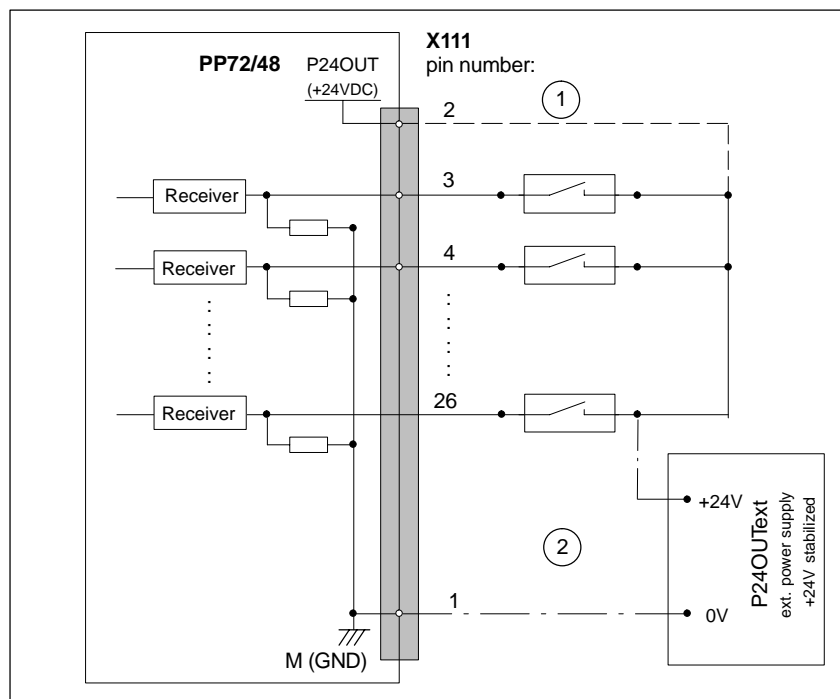 X111
PP72/48 P24OUT
pin number:
(+24VDC)
2
1
3
Receiver
4
Receiver
26
Receiver
+24V
P24OUText
ext. power supply
+24V stabilized
2
1
0V
M (GND)